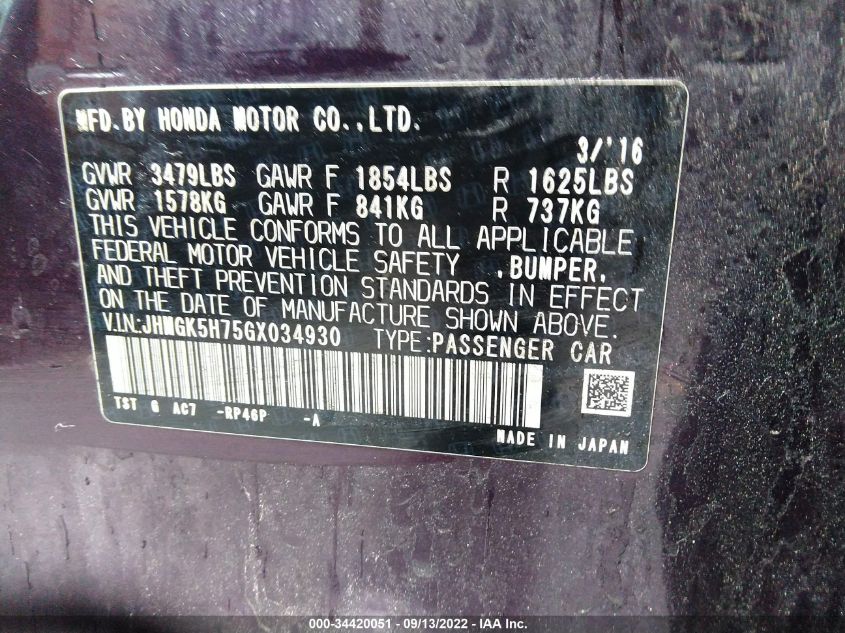 MFD. BY HONDA MOTOR CO., LTD.
3/'16
GVWR 3479LBS GAWR F 1854LBS R 1625LBS
GVWR 1578KG GAWR F 841KG R 737KG
THIS VEHICLE CONFORMS TO ALL APPLICABLE
FEDERAL MOTOR VEHICLE SAFETY , BUMPER,
AND THEFT PREVENTION STANDARDS IN EFFECT
ON THE DATE OF MANUFACTURE SHOWN ABOVE.
V.I.N.:JHMGK5H75GX034930 TYPE:PASSENGER CAR
TST G AC7 -RP46P -A
MADE IN JAPAN
000-34420051 - 09/13/2022 - IAA Inc.